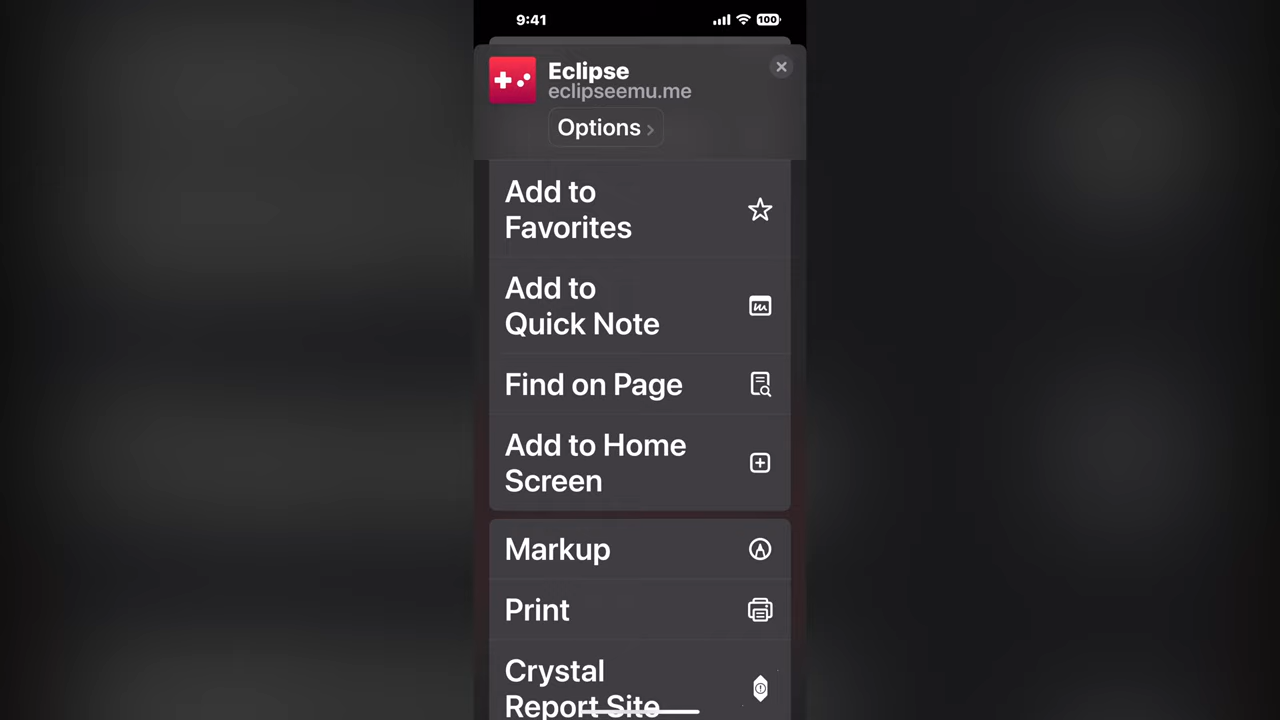 9:41
100
Eclipse
eclipseemu.me
Options
Add to
Favorites
Add to
Quick Note
Find on Page
Add to Home
Screen
Markup
Print
Crystal
Report Site